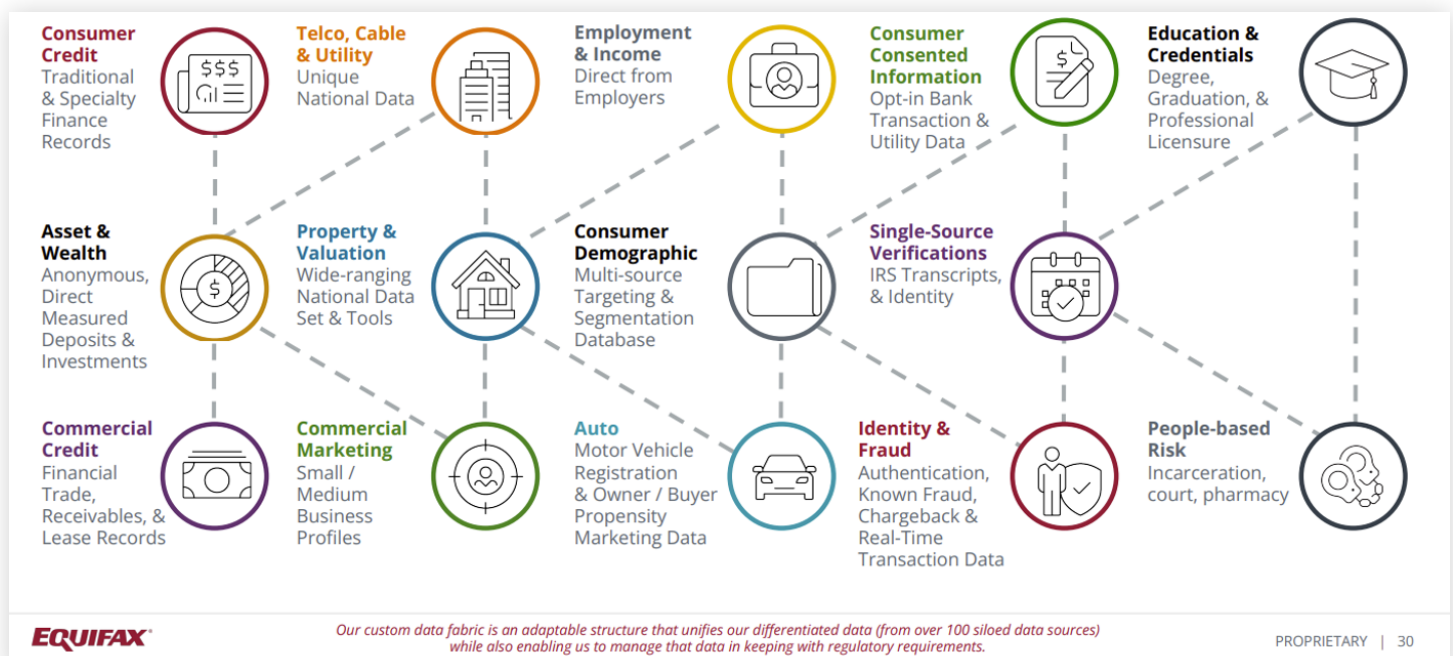 Consumer
Credit
Traditional
& Specialty
Finance
Records
$$$
Telco, Cable
& Utility
Unique
National Data
Employment
& Income
Direct from
Employers
Consumer
Consented
Information
Opt-in Bank
Transaction &
Utility Data
$
Education &
Credentials
Degree,
Graduation, &
Professional
Licensure
Asset &
Wealth
Anonymous,
Direct
Measured
Deposits &
Investments
$
Property &
Valuation
Wide-ranging
National Data
Set & Tools
Consumer
Demographic
Multi-source
Targeting &
Segmentation
Database
Single-Source
Verifications
IRS Transcripts,
& Identity
Commercial
Credit
Financial
Trade,
Receivables, &
Lease Records
Commercial
Marketing
Small /
Medium
Business
Profiles
Auto
Motor Vehicle
Registration
& Owner / Buyer
Propensity
Marketing Data
Identity &
Fraud
Authentication,
Known Fraud,
Chargeback &
Real-Time
Transaction Data
People-based
Risk
Incarceration,
court, pharmacy
EQUIFAX
Our custom data fabric is an adaptable structure that unifies our differentiated data (from over 100 siloed data sources)
while also enabling us to manage that data in keeping with regulatory requirements.
PROPRIETARY | 30